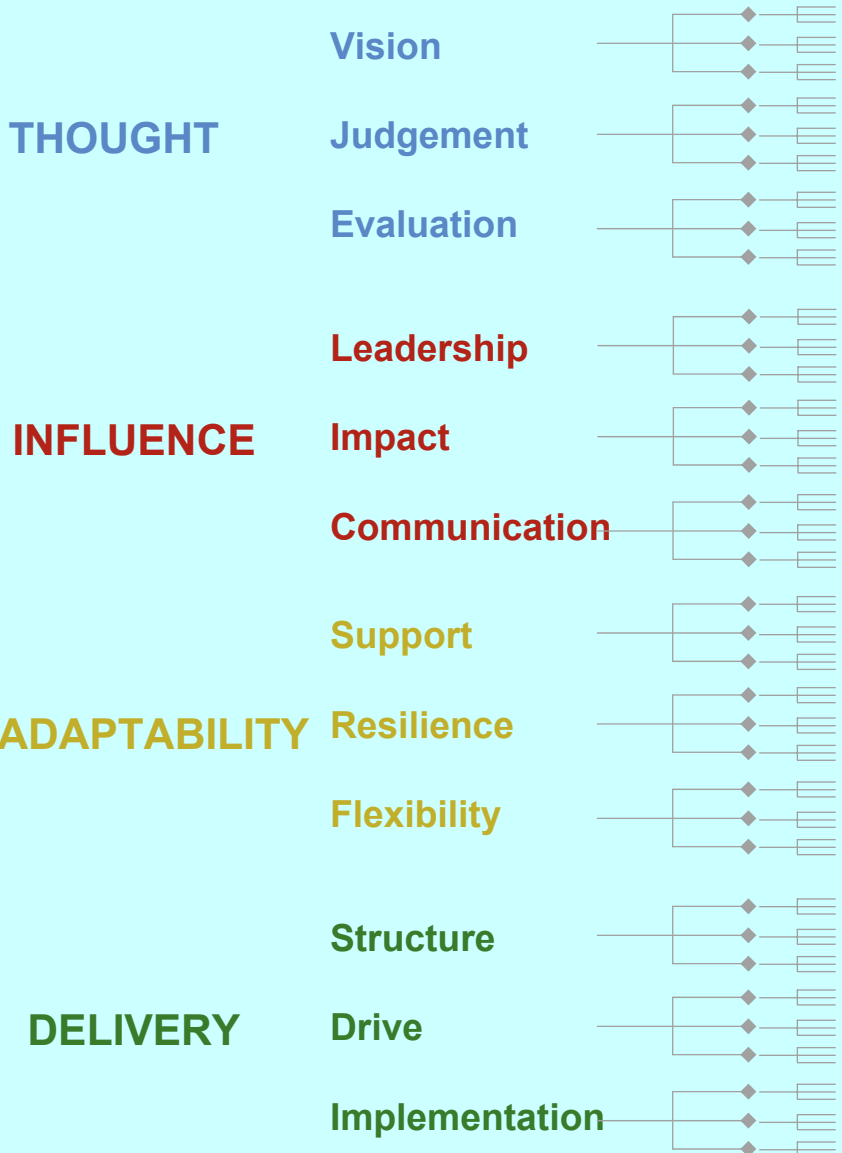 Vision
THOUGHT
Judgement
Evaluation
Leadership
INFLUENCE
Impact
Communication
Support
ADAPTABILITY
Resilience
Flexibility
Structure
DELIVERY
Drive
Implementation